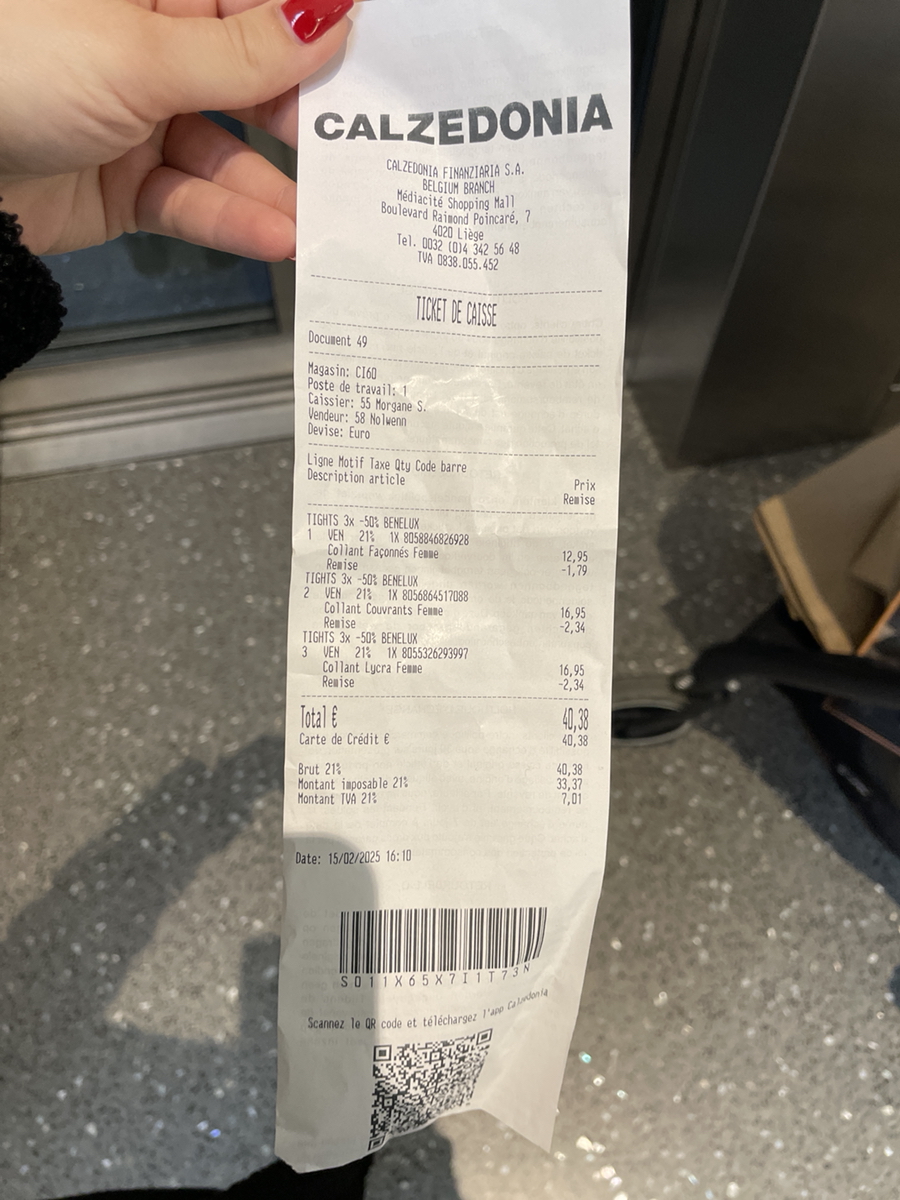 CALZEDONIA
CALZEDONIA FINANZIARIA S.A.
BELGIUM BRANCH
Médiacité Shopping Mall
Boulevard Raimond Poincaré, 7
4020 Liège
Tel. 0032 (0)4 342 56 48
TVA 0838.055.452
TICKET DE CAISSE
Document 49
Magasin: CI60
Poste de travail: 1
Caissier: 55 Morgane S.
Vendeur: 58 Nolwenn
Devise: Euro
Ligne Motif Taxe Qty Code barre
Description article Prix
Remise
TIGHTS 3x -50% BENELUX
1 VEN 21% 1X 8058846826928
Collant Façonnés Femme 12,95
Remise -1,79
TIGHTS 3x -50% BENELUX
2 VEN 21% 1X 8056864517088
Collant Couvrants Femme 16,95
Remise -2,34
TIGHTS 3x -50% BENELUX
3 VEN 21% 1X 8055326293997
Collant Lycra Femme 16,95
Remise -2,34
Total € 40,38
Carte de Crédit € 40,38
Brut 21% 40,38
Montant imposable 21% 33,37
Montant TVA 21% 7,01
Date: 15/02/2025 16:10
S011X65X7I1T73N
Scannez le QR code et téléchargez l'app Calzedonia